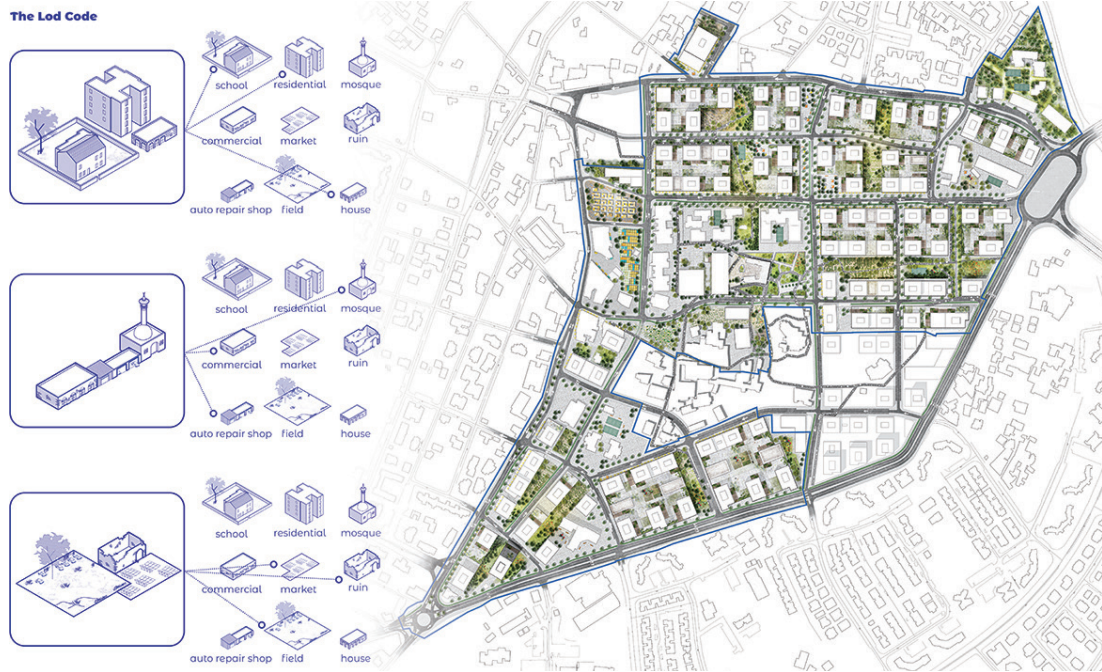 The Lod Code
school residential mosque
commercial market ruin
auto repair shop field house
school residential mosque
commercial market ruin
auto repair shop field house
school residential mosque
commercial market ruin
auto repair shop field house